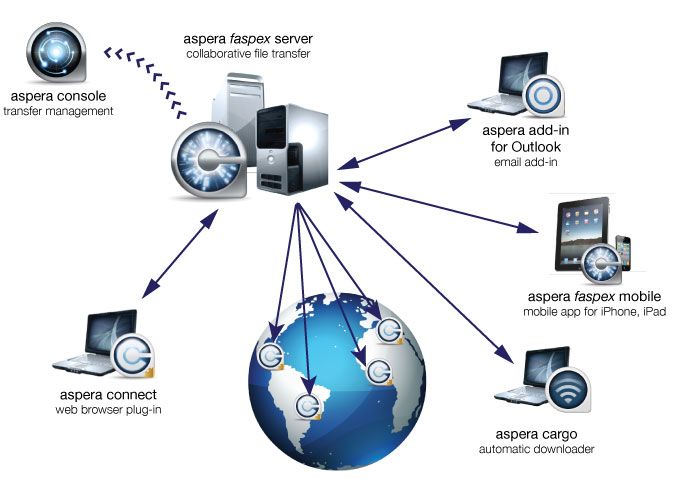 aspera faspex server
collaborative file transfer
aspera console
transfer management
aspera add-in
for Outlook
email add-in
aspera faspex mobile
mobile app for iPhone, iPad
aspera connect
web browser plug-in
aspera cargo
automatic downloader